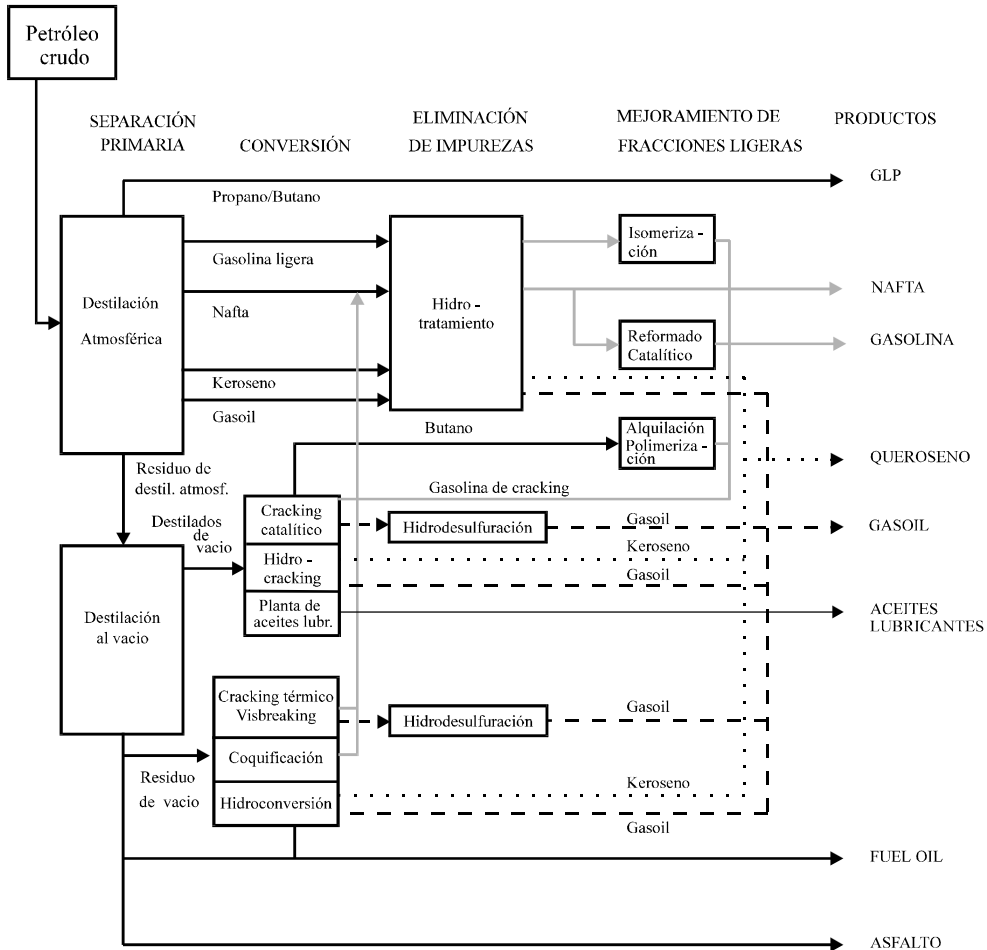 Petróleo
crudo
SEPARACIÓN
PRIMARIA
CONVERSIÓN
ELIMINACIÓN
DE IMPUREZAS
MEJORAMIENTO DE
FRACCIONES LIGERAS
PRODUCTOS
GLP
Propano/Butano
Destilación
Atmosférica
Gasolina ligera
Nafta
Keroseno
Gasoil
Hidro -
tratamiento
Isomeriza -
ción
NAFTA
Reformado
Catalítico
GASOLINA
Butano
Alquilación
Polimeriza -
ción
QUEROSENO
Residuo de
destil. atmosf.
Gasolina de cracking
Destilados
de
vacio
Cracking
catalítico
Hidrodesulfuración
Gasoil
GASOIL
Hidro -
cracking
Keroseno
Gasoil
Planta de
aceites lubr.
ACEITES
LUBRICANTES
Destilación
al vacio
Cracking térmico
Visbreaking
Hidrodesulfuración
Gasoil
Coquificación
Residuo
de vacio
Hidroconversión
Keroseno
Gasoil
FUEL OIL
ASFALTO